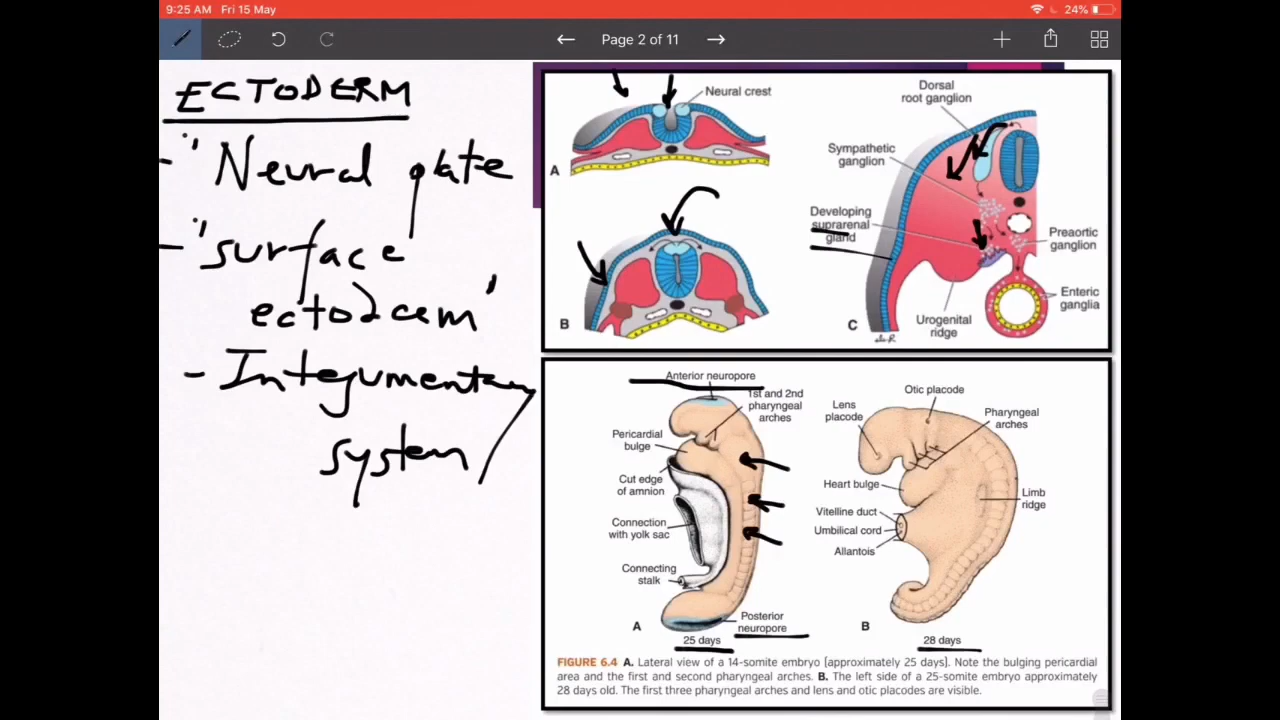 9:25 AM Fri 15 May
24%
Page 2 of 11
ECTODERM
- "Neural plate
- "surface
ectoderm'
- Integumentary
system
Neural crest
A
B
Dorsal
root ganglion
Sympathetic
ganglion
Developing
suprarenal
gland
Preaortic
ganglion
Enteric
ganglia
Urogenital
ridge
C
Anterior neuropore
1st and 2nd
pharyngeal
arches
Pericardial
bulge
Cut edge
of amnion
Connection
with yolk sac
Connecting
stalk
Posterior
neuropore
A
25 days
Otic placode
Lens
placode
Pharyngeal
arches
Heart bulge
Limb
ridge
Vitelline duct
Umbilical cord
Allantois
B
28 days
FIGURE 6.4 A. Lateral view of a 14-somite embryo (approximately 25 days). Note the bulging pericardial
area and the first and second pharyngeal arches. B. The left side of a 25-somite embryo approximately
28 days old. The first three pharyngeal arches and lens and otic placodes are visible.